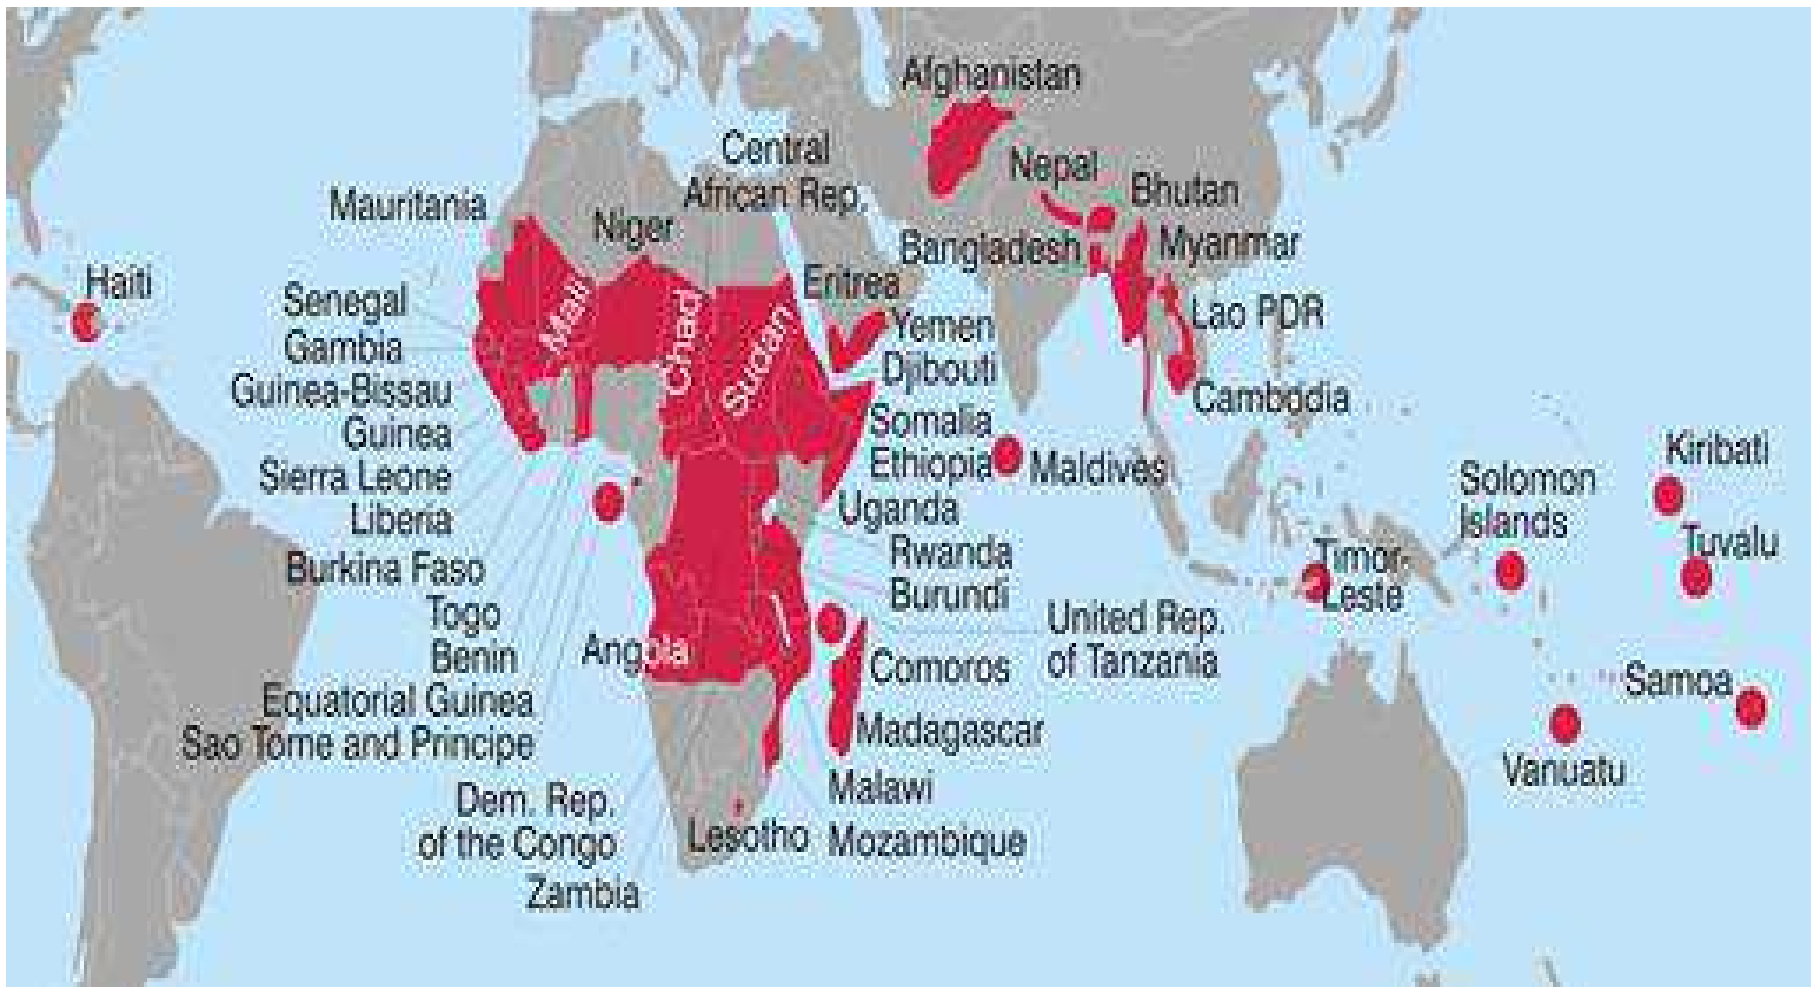 Afghanistan
Central
African Rep.
Nepal
Bhutan
Mauritania
Niger
Bangladesh
Myanmar
Haiti
Eritrea
Senegal
Mali
Chad
Sudan
Yemen
Lao PDR
Gambia
Djibouti
Guinea-Bissau
Cambodia
Guinea
Somalia
Sierra Leone
Ethiopia
Maldives
Kiribati
Liberia
Uganda
Solomon
Islands
Burkina Faso
Rwanda
Timor-
Leste
Tuvalu
Togo
Burundi
Benin
United Rep.
of Tanzania
Angola
Comoros
Samoa
Equatorial Guinea
Sao Tome and Principe
Madagascar
Vanuatu
Dem. Rep.
of the Congo
Malawi
Lesotho
Mozambique
Zambia